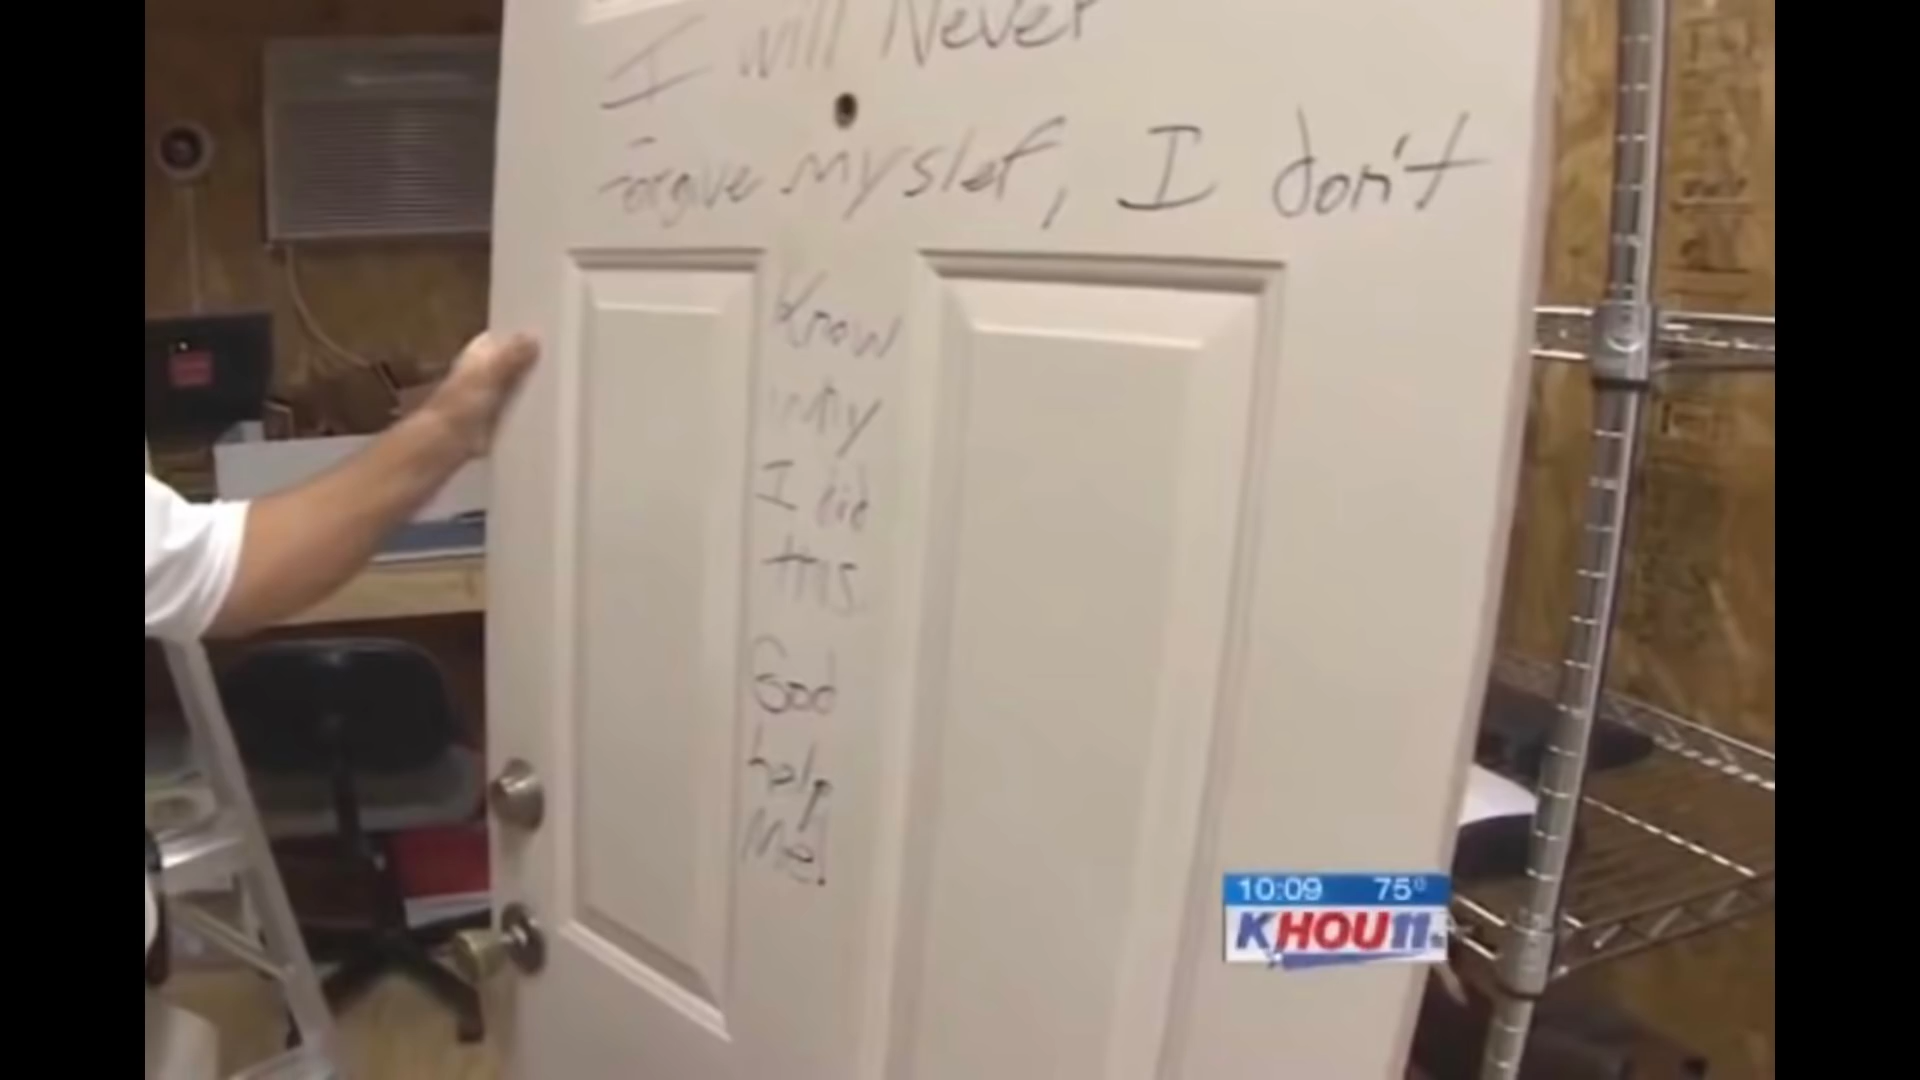 I will Never
Forgive myslef, I don't
Know
why
I did
this
God
help
Me!
10:09 75°
KHOU11